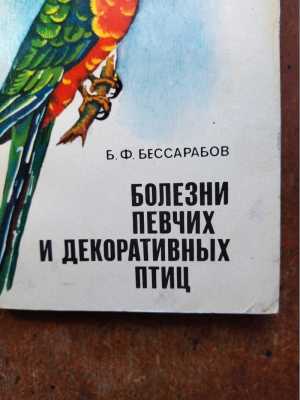 Б. Ф. БЕССАРАБОВ
БОЛЕЗНИ
ПЕВЧИХ
И ДЕКОРАТИВНЫХ
ПТИЦ